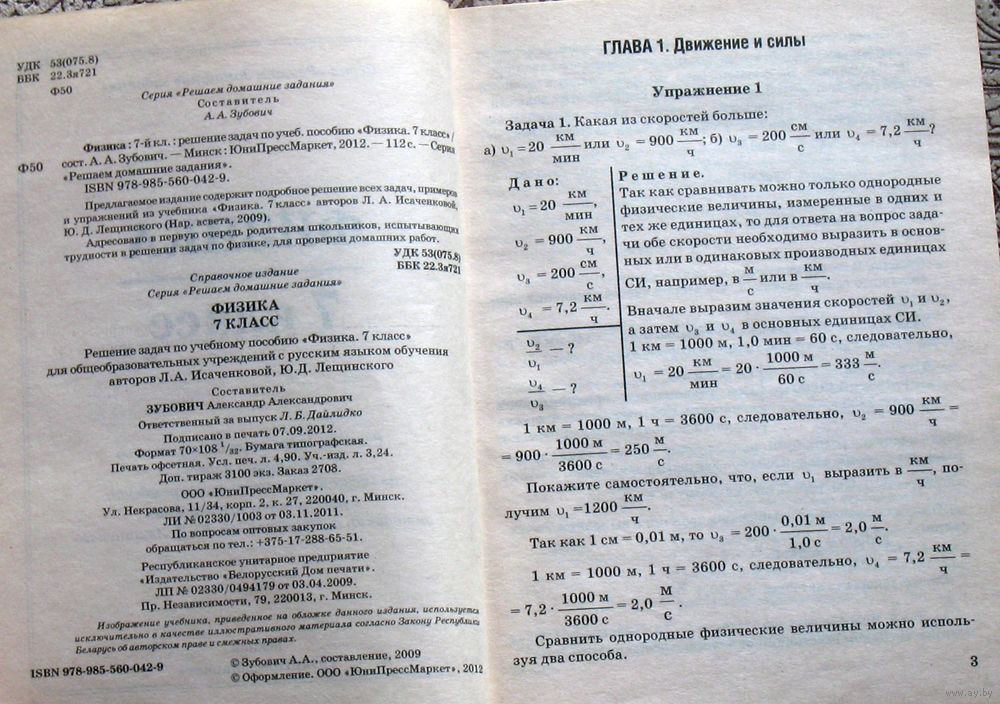 УДК 53(075.8)
ББК 22.3я721
Ф50
Серия «Решаем домашние задания»
Составитель
А. А. Зубович
Физика : 7-й кл. : решение задач по учеб. пособию «Физика. 7 класс» /
Ф50 сост. А. А. Зубович. — Минск : ЮниПрессМаркет, 2012. — 112 с. — Серия
«Решаем домашние задания».
ISBN 978-985-560-042-9.
Предлагаемое издание содержит подробное решение всех задач, примеров
и упражнений из учебника «Физика. 7 класс» авторов Л. А. Исаченковой,
Ю. Д. Лещинского (Нар. асвета, 2009).
Адресовано в первую очередь родителям школьников, испытывающих
трудности в решении задач по физике, для проверки домашних работ.
УДК 53(075.8)
ББК 22.3я721
Справочное издание
Серия «Решаем домашние задания»
ФИЗИКА
7 КЛАСС
Решение задач по учебному пособию «Физика. 7 класс»
для общеобразовательных учреждений с русским языком обучения
авторов Л.А. Исаченковой, Ю.Д. Лещинского
Составитель
ЗУБОВИЧ Александр Александрович
Ответственный за выпуск Л. Б. Дайлидко
Подписано в печать 07.09.2012.
Формат 70×108 1/32. Бумага типографская.
Печать офсетная. Усл. печ. л. 4,90. Уч.-изд. л. 3,24.
Доп. тираж 3100 экз. Заказ 2708.
ООО «ЮниПрессМаркет».
Ул. Некрасова, 11/34, корп. 2, к. 27, 220040, г. Минск.
ЛИ № 02330/1003 от 03.11.2011.
По вопросам оптовых закупок
обращаться по тел.: +375-17-288-65-51.
Республиканское унитарное предприятие
«Издательство «Белорусский Дом печати».
ЛП № 02330/0494179 от 03.04.2009.
Пр. Независимости, 79, 220013, г. Минск.
Изображение учебника, приведенное на обложке данного издания, используется
исключительно в качестве иллюстративного материала согласно Закону Республики
Беларусь об авторском праве и смежных правах.
ISBN 978-985-560-042-9
© Зубович А.А., составление, 2009
© Оформление. ООО «ЮниПрессМаркет», 2012
ГЛАВА 1. Движение и силы
Упражнение 1
Задача 1. Какая из скоростей больше:
а) υ1 = 20 км/мин или υ2 = 900 км/ч; б) υ3 = 200 см/с или υ4 = 7,2 км/ч?
Дано:
υ1 = 20 км/мин,
υ2 = 900 км/ч,
υ3 = 200 см/с,
υ4 = 7,2 км/ч.
υ2/υ1 — ?
υ4/υ3 — ?
Решение.
Так как сравнивать можно только однородные
физические величины, измеренные в одних и
тех же единицах, то для ответа на вопрос зада-
чи обе скорости необходимо выразить в основ-
ных или в одинаковых производных единицах
СИ, например, в м/с или в км/ч.
Вначале выразим значения скоростей υ1 и υ2,
а затем υ3 и υ4 в основных единицах СИ.
1 км = 1000 м, 1,0 мин = 60 с, следовательно,
υ1 = 20 км/мин = 20 · 1000 м/60 с = 333 м/с.
1 км = 1000 м, 1 ч = 3600 с, следовательно, υ2 = 900 км/ч =
= 900 · 1000 м/3600 с = 250 м/с.
Покажите самостоятельно, что, если υ1 выразить в км/ч, по-
лучим υ1 = 1200 км/ч.
Так как 1 см = 0,01 м, то υ3 = 200 · 0,01 м/1,0 с = 2,0 м/с.
1 км = 1000 м, 1 ч = 3600 с, следовательно, υ4 = 7,2 км/ч =
= 7,2 · 1000 м/3600 с = 2,0 м/с.
Сравнить однородные физические величины можно исполь-
зуя два способа.
3
www.ay.by